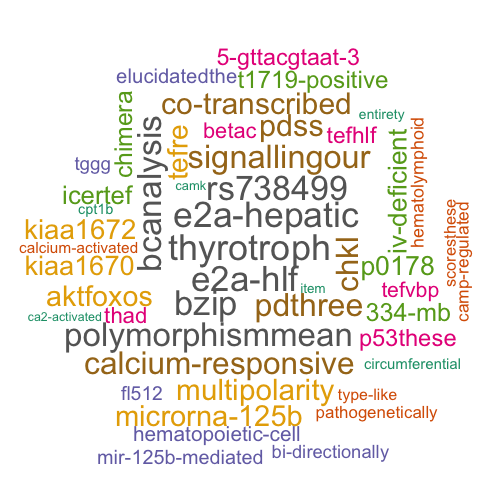 5-gttacgtaat-3
elucidatedthe
t1719-positive
co-transcribed
entirety
chimera
bcanalysis
tefre
betac
pdss
tefhlf
iv-deficient
hematolymphoid
tggg
signallingour
icertef
camk
rs738499
cpt1b
kiaa1672
e2a-hepatic
calcium-activated
thyrotroph
chkl
scoresthese
camp-regulated
kiaa1670
e2a-hlf
p0178
aktfoxos
item
tefvbp
ca2-activated
thad
bzip
pdthree
334-mb
polymorphismmean
p53these
calcium-responsive
circumferential
fl512
multipolarity
type-like
microrna-125b
pathogenetically
hematopoietic-cell
mir-125b-mediated
bi-directionally